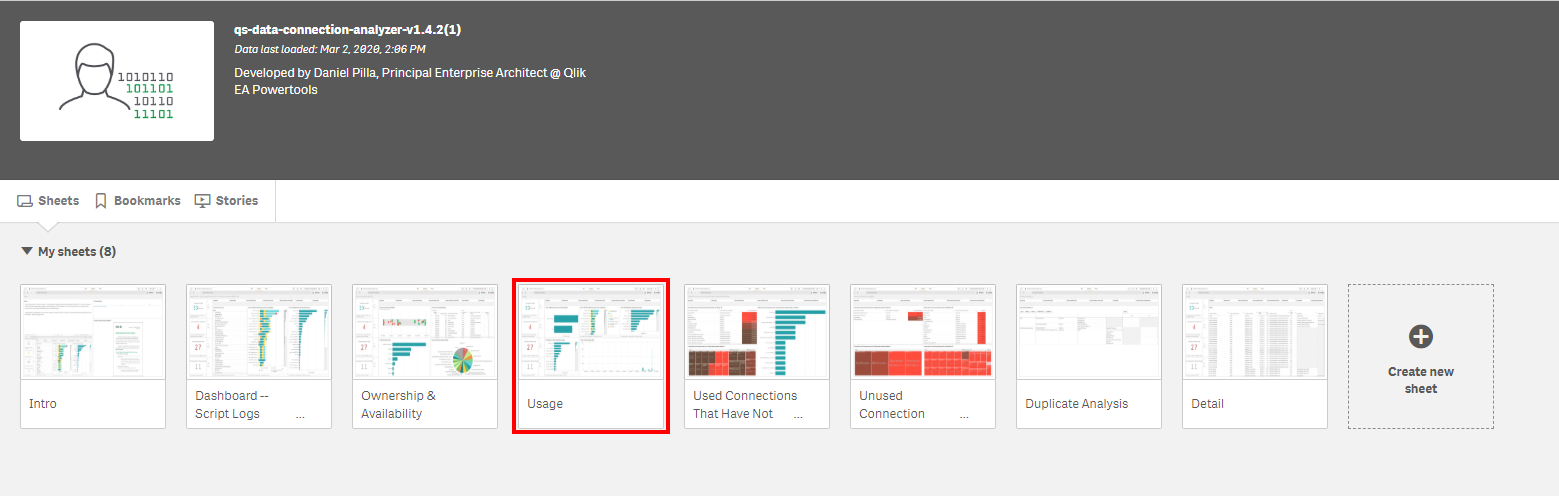 qs-data-connection-analyzer-v1.4.2(1)
Data last loaded: Mar 2, 2020, 2:06 PM
Developed by Daniel Pilla, Principal Enterprise Architect @ Qlik
EA Powertools
1010110
101101
10110
11101
Sheets
Bookmarks
Stories
My sheets (8)
Intro
Dashboard --
Script Logs ...
Ownership &
Availability
Usage
Used Connections
That Have Not ...
Unused
Connection ...
Duplicate Analysis
Detail
Create new
sheet